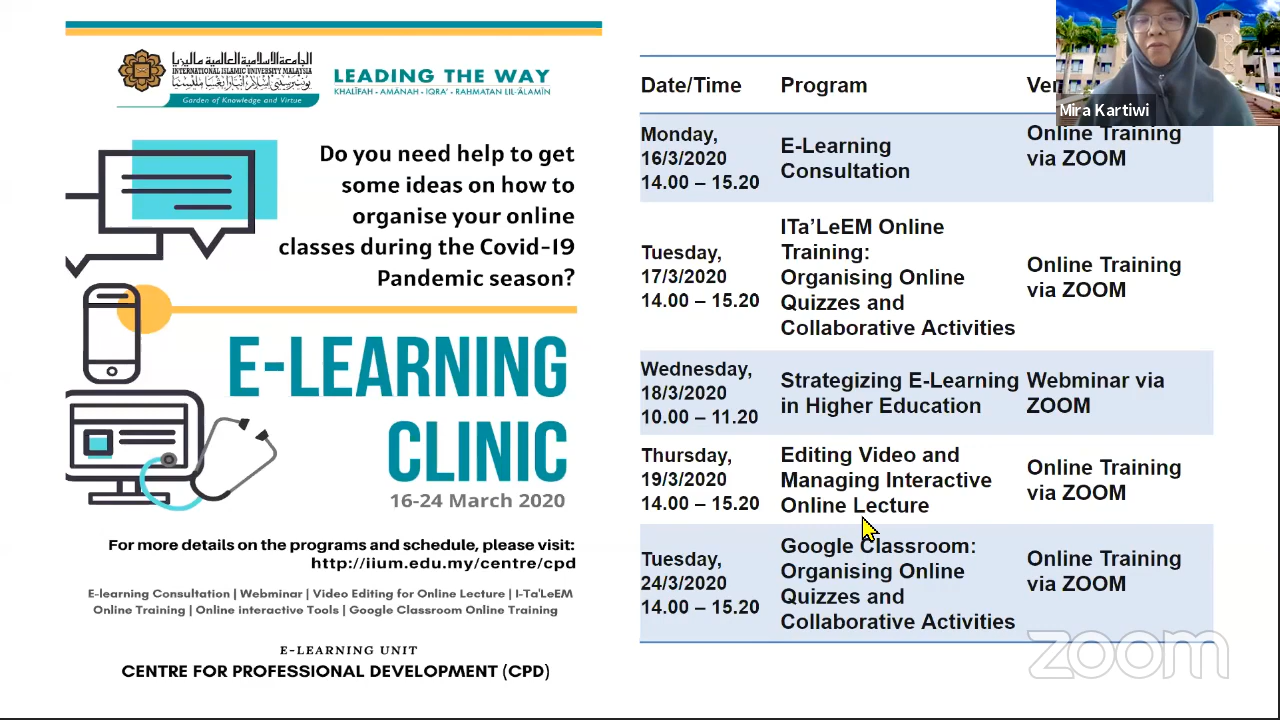 الجامعة الإسلامية العالمية ماليزيا
INTERNATIONAL ISLAMIC UNIVERSITY MALAYSIA
Garden of Knowledge and Virtue
LEADING THE WAY
KHALĪFAH - AMĀNAH - IQRA' - RAHMATAN LIL-ĀLAMĪN
Do you need help to get
some ideas on how to
organise your online
classes during the Covid-19
Pandemic season?
E-LEARNING
CLINIC
16-24 March 2020
For more details on the programs and schedule, please visit:
http://iium.edu.my/centre/cpd
E-learning Consultation | Webminar | Video Editing for Online Lecture | I-Ta'LeEM
Online Training | Online interactive Tools | Google Classroom Online Training
E-LEARNING UNIT
CENTRE FOR PROFESSIONAL DEVELOPMENT (CPD)
Date/Time Program Ven
Mira Kartiwi
Monday,
16/3/2020
14.00 – 15.20
E-Learning
Consultation
Online Training
via ZOOM
Tuesday,
17/3/2020
14.00 – 15.20
ITa’LeEM Online
Training:
Organising Online
Quizzes and
Collaborative Activities
Online Training
via ZOOM
Wednesday,
18/3/2020
10.00 – 11.20
Strategizing E-Learning
in Higher Education
Webminar via
ZOOM
Thursday,
19/3/2020
14.00 – 15.20
Editing Video and
Managing Interactive
Online Lecture
Online Training
via ZOOM
Tuesday,
24/3/2020
14.00 – 15.20
Google Classroom:
Organising Online
Quizzes and
Collaborative Activities
Online Training
via ZOOM
zoom